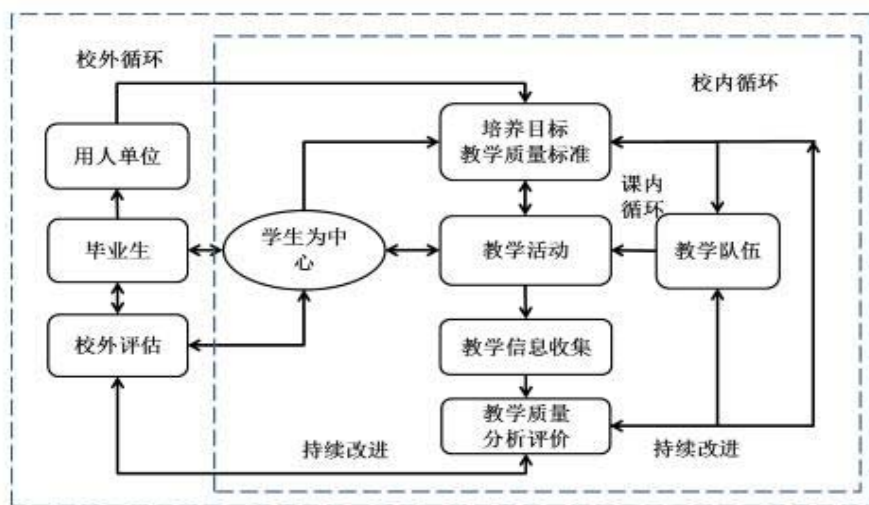 校外循环
校内循环
培养目标
教学质量标准
用人单位
课内
循环
毕业生
学生为中
心
教学活动
教学队伍
校外评估
教学信息收集
教学质量
分析评价
持续改进
持续改进